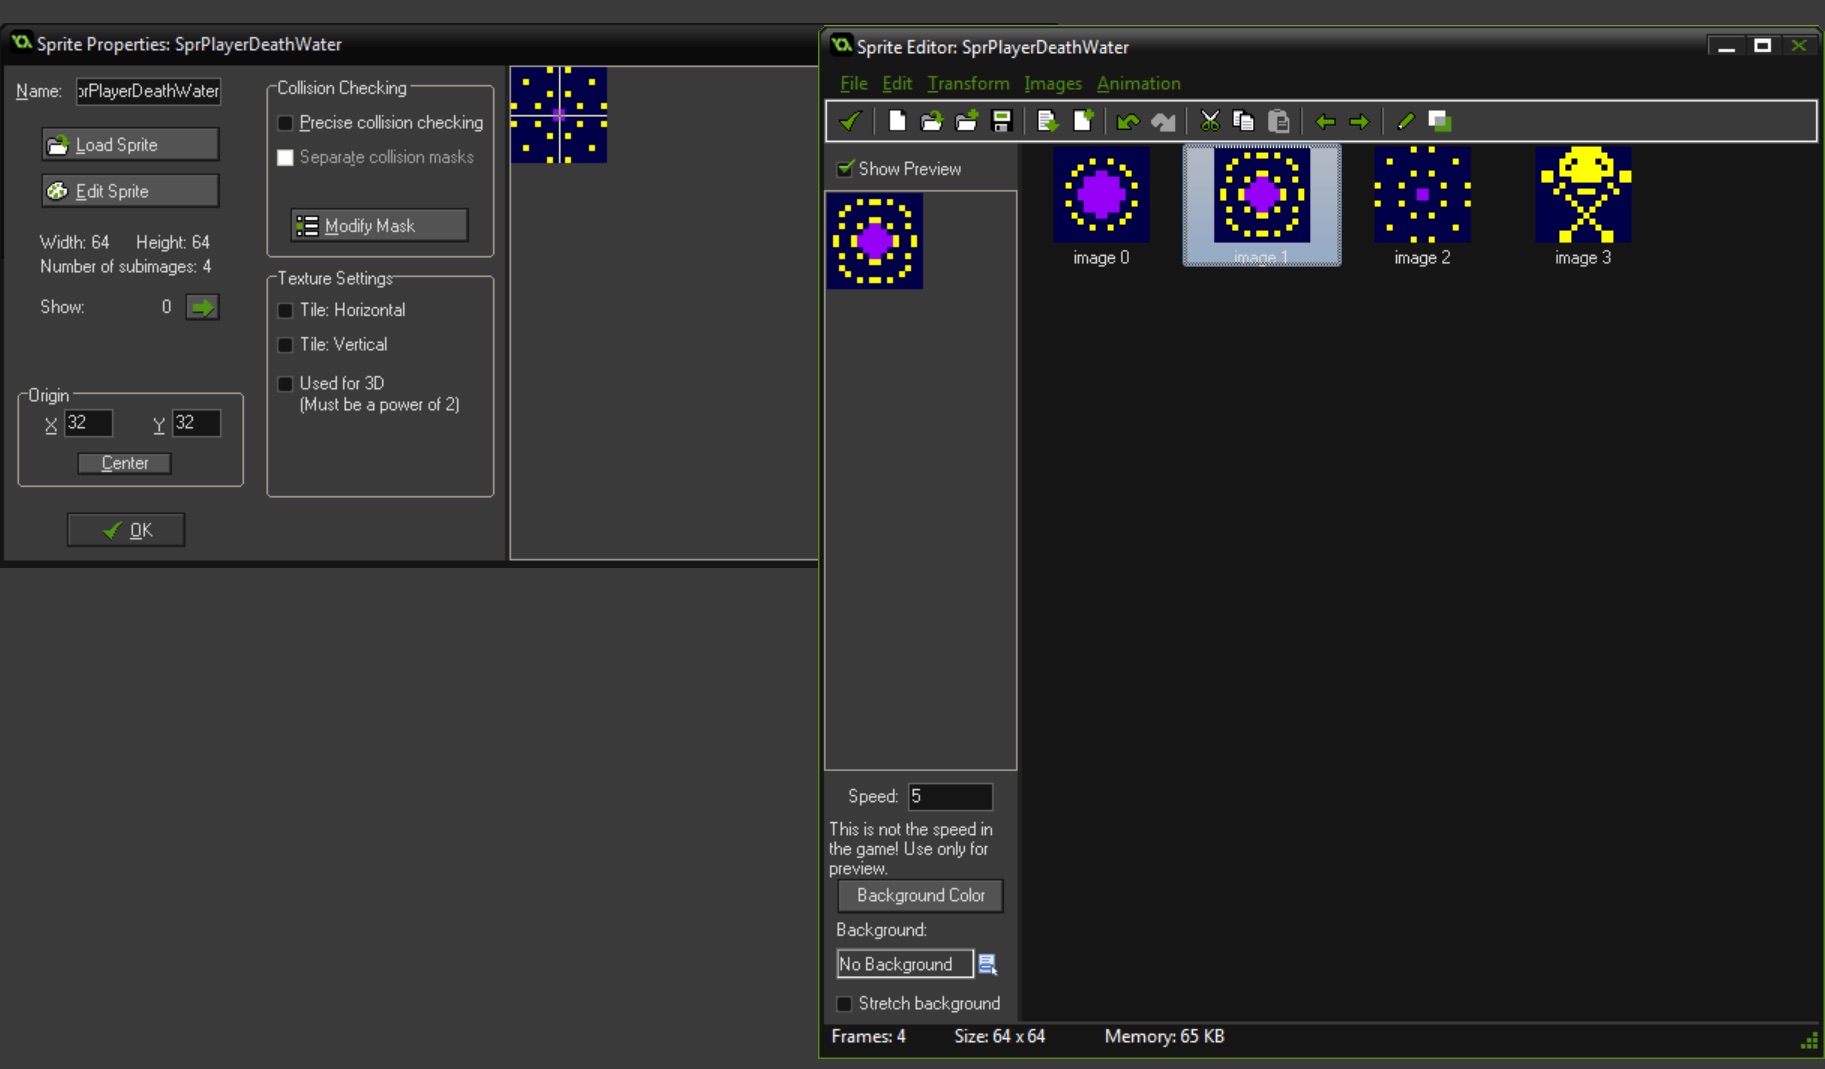 Sprite Properties: SprPlayerDeathWater
Name: prPlayerDeathWater
Load Sprite
Edit Sprite
Width: 64 Height: 64
Number of subimages: 4
Show: 0
Origin
X 32 Y 32
Center
OK
Collision Checking
Precise collision checking
Separate collision masks
Modify Mask
Texture Settings
Tile: Horizontal
Tile: Vertical
Used for 3D
(Must be a power of 2)
Sprite Editor: SprPlayerDeathWater
File Edit Transform Images Animation
Show Preview
image 0 image 1 image 2 image 3
Speed: 5
This is not the speed in
the game! Use only for
preview.
Background Color
Background:
No Background
Stretch background
Frames: 4 Size: 64 x 64 Memory: 65 KB